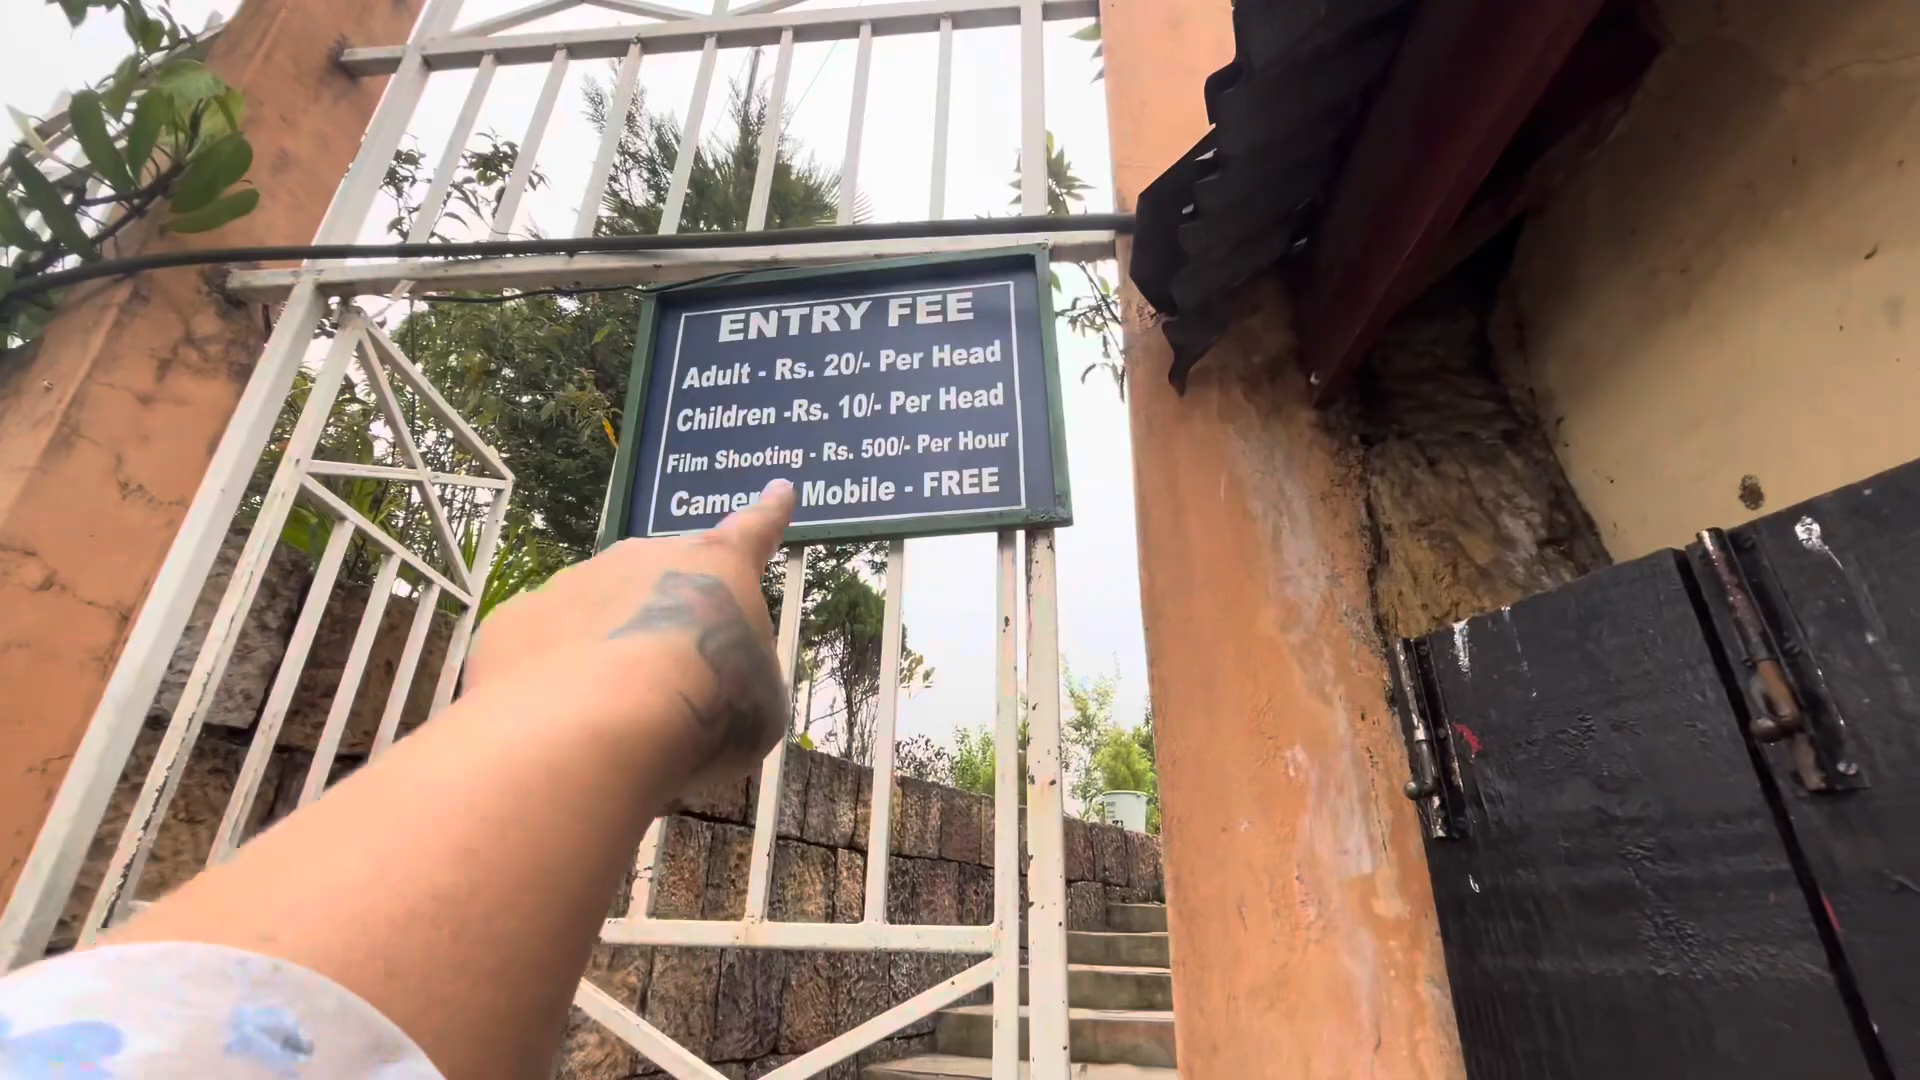 ENTRY FEE
Adult - Rs. 20/- Per Head
Children -Rs. 10/- Per Head
Film Shooting - Rs. 500/- Per Hour
Mobile - FREE